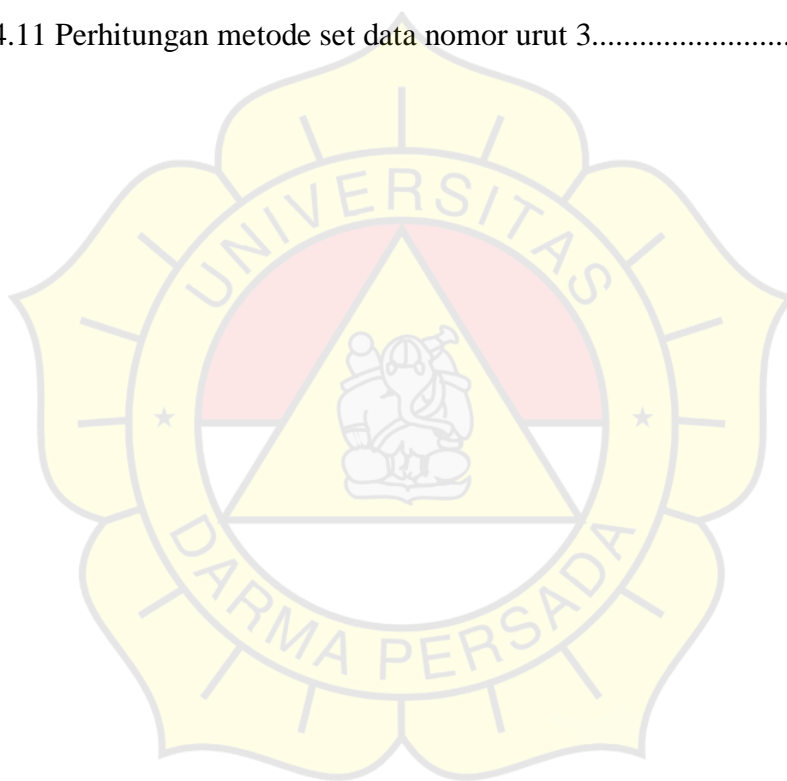 4.11 Perhitungan metode set data nomor urut 3.........................
UNIVERSITAS
DARMA PERSADA